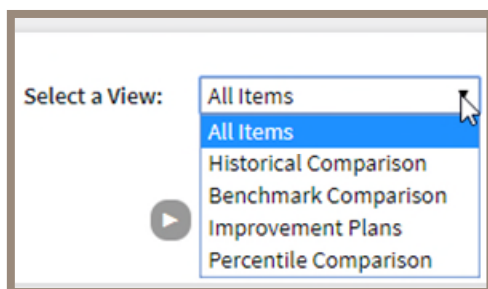 Select a View: All Items
All Items
Historical Comparison
Benchmark Comparison
Improvement Plans
Percentile Comparison